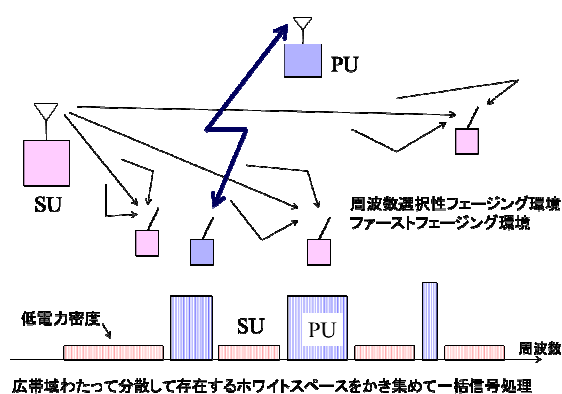 PU
SU
周波数選択性フェージング環境
ファーストフェージング環境
低電力密度
SU
PU
周波数
広帯域わたって分散して存在するホワイトスペースをかき集めて一括信号処理